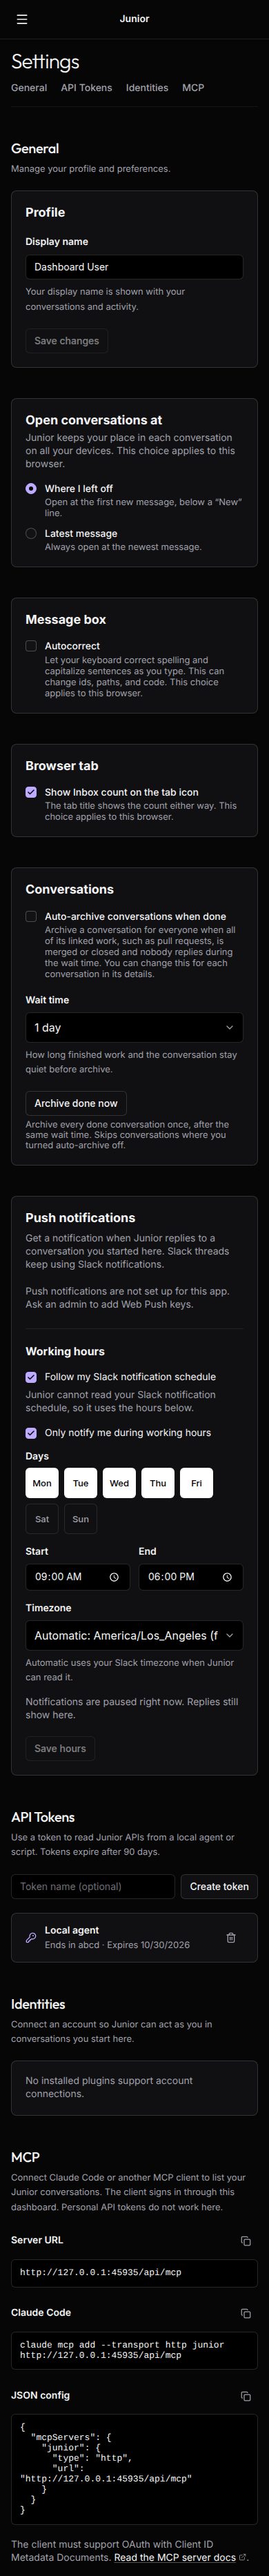 Junior
Settings
General API Tokens Identities MCP
General
Manage your profile and preferences.
Profile
Display name
Dashboard User
Your display name is shown with your
conversations and activity.
Save changes
Open conversations at
Junior keeps your place in each conversation
on all your devices. This choice applies to this
browser.
Where I left off
Open at the first new message, below a “New”
line.
Latest message
Always open at the newest message.
Message box
Autocorrect
Let your keyboard correct spelling and
capitalize sentences as you type. This can
change ids, paths, and code. This choice
applies to this browser.
Browser tab
Show Inbox count on the tab icon
The tab title shows the count either way. This
choice applies to this browser.
Conversations
Auto-archive conversations when done
Archive a conversation for everyone when all
of its linked work, such as pull requests, is
merged or closed and nobody replies during
the wait time. You can change this for each
conversation in its details.
Wait time
1 day
How long finished work and the conversation stay
quiet before archive.
Archive done now
Archive every done conversation once, after the
same wait time. Skips conversations where you
turned auto-archive off.
Push notifications
Get a notification when Junior replies to a
conversation you started here. Slack threads
keep using Slack notifications.
Push notifications are not set up for this app.
Ask an admin to add Web Push keys.
Working hours
Follow my Slack notification schedule
Junior cannot read your Slack notification
schedule, so it uses the hours below.
Only notify me during working hours
Days
Mon Tue Wed Thu Fri
Sat Sun
Start End
09:00 AM 06:00 PM
Timezone
Automatic: America/Los_Angeles (f
Automatic uses your Slack timezone when Junior
can read it.
Notifications are paused right now. Replies still
show here.
Save hours
API Tokens
Use a token to read Junior APIs from a local agent or
script. Tokens expire after 90 days.
Token name (optional) Create token
Local agent
Ends in abcd · Expires 10/30/2026
Identities
Connect an account so Junior can act as you in
conversations you start here.
No installed plugins support account
connections.
MCP
Connect Claude Code or another MCP client to list your
Junior conversations. The client signs in through this
dashboard. Personal API tokens do not work here.
Server URL
http://127.0.0.1:45935/api/mcp
Claude Code
claude mcp add --transport http junior
http://127.0.0.1:45935/api/mcp
JSON config
{
"mcpServers": {
"junior": {
"type": "http",
"url":
"http://127.0.0.1:45935/api/mcp"
}
}
}
The client must support OAuth with Client ID
Metadata Documents. Read the MCP server docs.